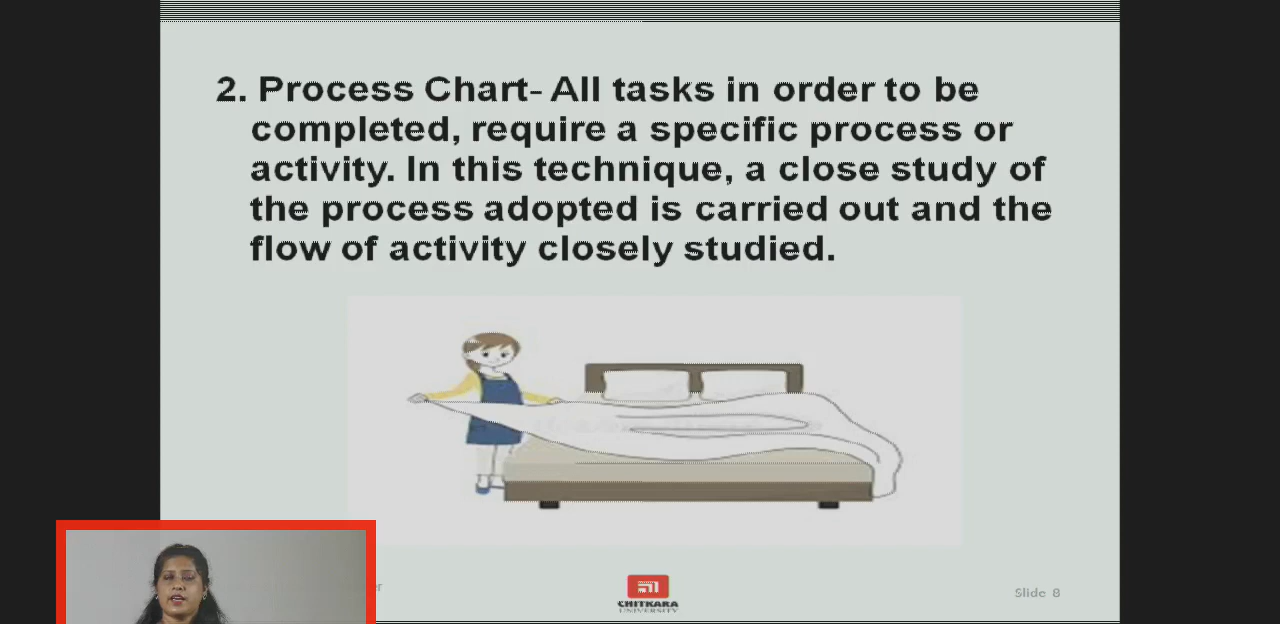 2. Process Chart- All tasks in order to be
completed, require a specific process or
activity. In this technique, a close study of
the process adopted is carried out and the
flow of activity closely studied.
CHITKARA
UNIVERSITY
Slide 8